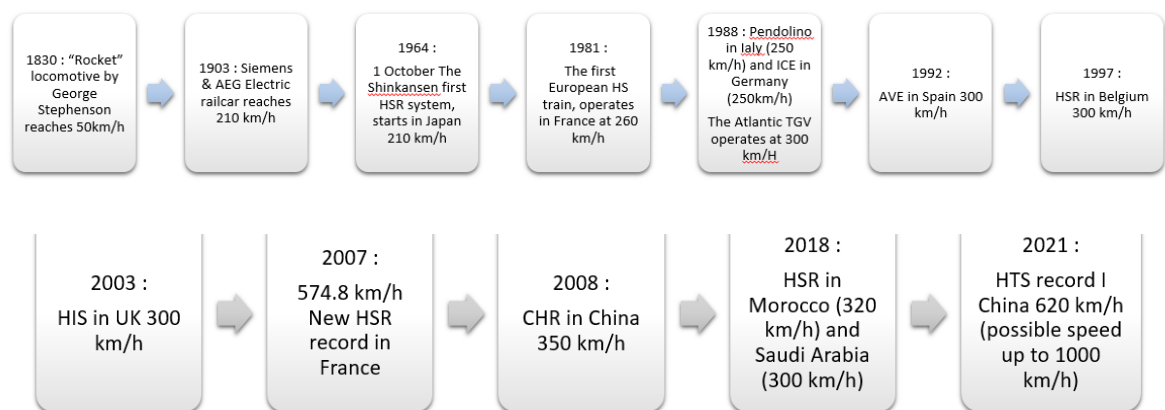 1830 : “Rocket”
locomotive by
George
Stephenson
reaches 50km/h
1903 : Siemens
& AEG Electric
railcar reaches
210 km/h
1964 :
1 October The
Shinkansen first
HSR system,
starts in Japan
210 km/h
1981 :
The first
European HS
train, operates
in France at 260
km/h
1988 : Pendolino
in Ialy (250
km/h) and ICE in
Germany
(250km/h)
The Atlantic TGV
operates at 300
km/H
1992 :
AVE in Spain 300
km/h
1997 :
HSR in Belgium
300 km/h
2003 :
HIS in UK 300
km/h
2007 :
574.8 km/h
New HSR
record in
France
2008 :
CHR in China
350 km/h
2018 :
HSR in
Morocco (320
km/h) and
Saudi Arabia
(300 km/h)
2021 :
HTS record I
China 620 km/h
(possible speed
up to 1000
km/h)